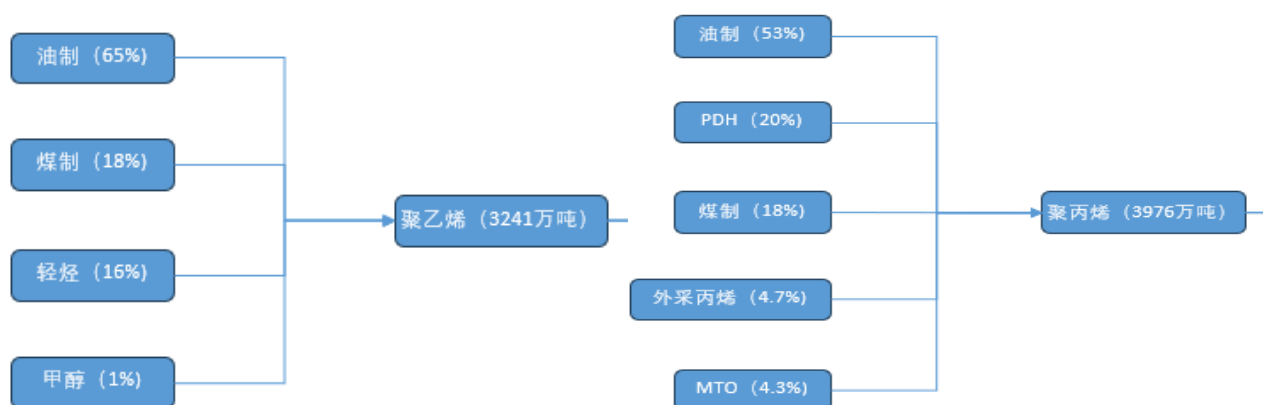 油制（65%)
煤制（18%)
轻烃（16%)
甲醇（1%)
聚乙烯（3241万吨）
油制（53%)
PDH（20%)
煤制（18%)
外采丙烯（4.7%)
MTO（4.3%)
聚丙烯（3976万吨）